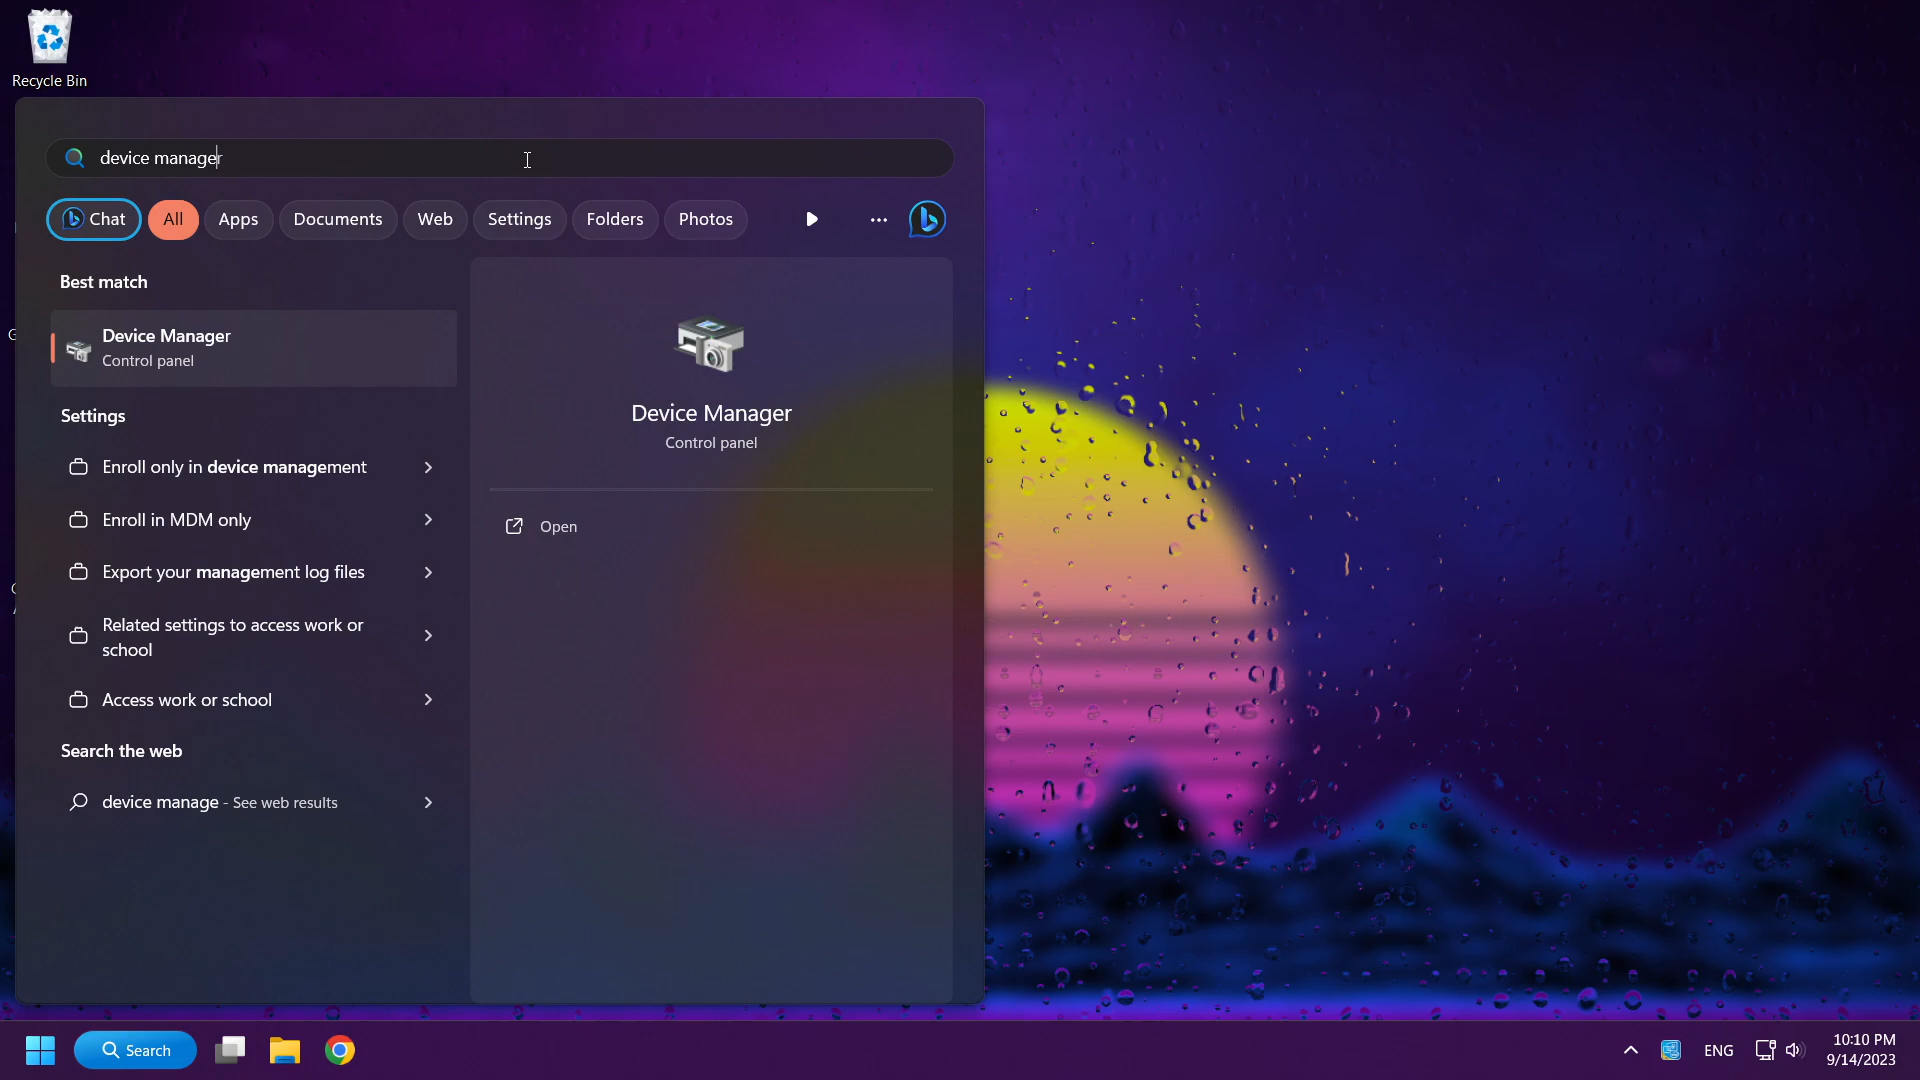 Recycle Bin
device manager
Chat
All
Apps
Documents
Web
Settings
Folders
Photos
Best match
Device Manager
Control panel
Settings
Enroll only in device management
Enroll in MDM only
Export your management log files
Related settings to access work or
school
Access work or school
Search the web
device manage - See web results
Device Manager
Control panel
Open
Search
ENG
10:10 PM
9/14/2023